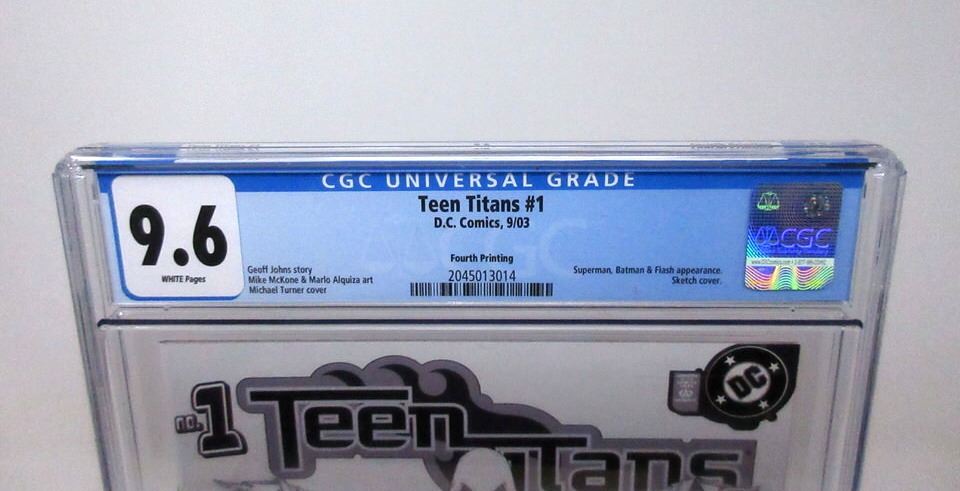 CGC UNIVERSAL GRADE
9.6
WHITE Pages
Teen Titans #1
D.C. Comics, 9/03
Fourth Printing
2045013014
Geoff Johns story
Mike McKone & Marlo Alquiza art
Michael Turner cover
Superman, Batman & Flash appearance.
Sketch cover.
CGC
CGC
no. 1
Teen
Titans
DC